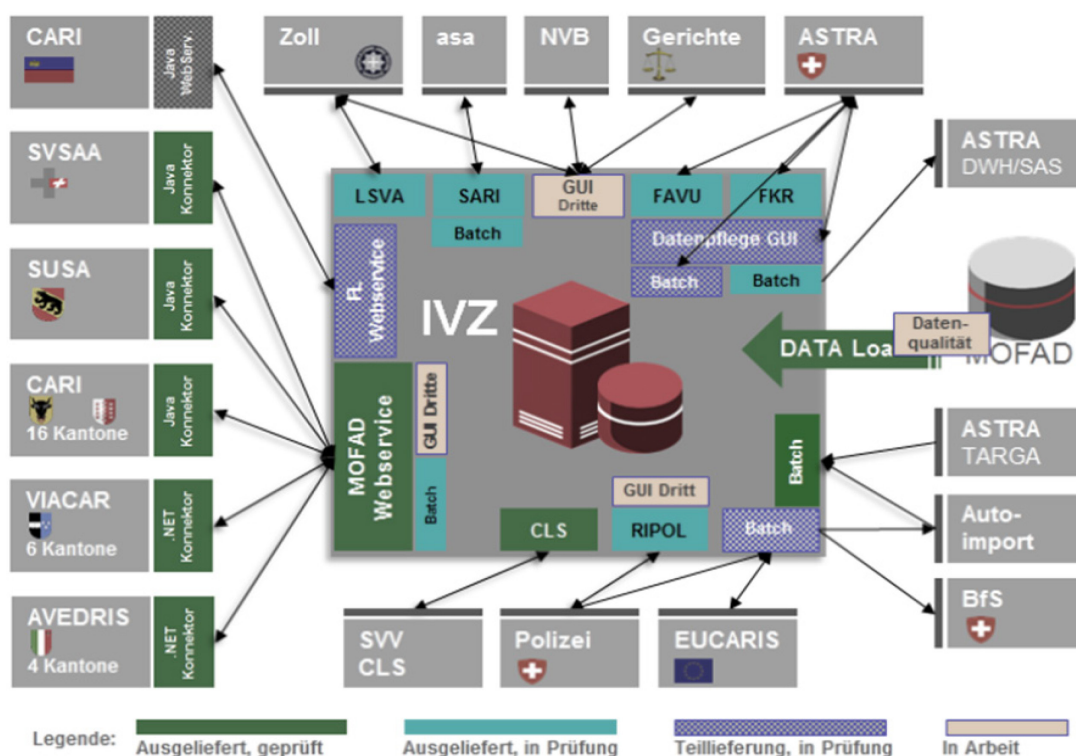 CARI
Java
WebServ.
Zoll
asa
NVB
Gerichte
ASTRA
SVSAA
Java
Konnektor
ASTRA
DWH/SAS
LSVA
SARI
GUI
Dritte
FAVU
FKR
Batch
Datenpflege GUI
SUSA
Java
Konnektor
FL
Webservice
IVZ
Batch
Batch
Daten-
qualität
DATA Loa
MOFAD
CARI
16 Kantone
Java
Konnektor
MOFAD
Webservice
GUI Dritte
Batch
Batch
ASTRA
TARGA
VIACAR
6 Kantone
.NET
Konnektor
GUI Dritt
CLS
RIPOL
Batch
Auto-
import
AVEDRIS
4 Kantone
.NET
Konnektor
SVV
CLS
Polizei
EUCARIS
BfS
Legende:
Ausgeliefert, geprüft
Ausgeliefert, in Prüfung
Teillieferung, in Prüfung
In Arbeit